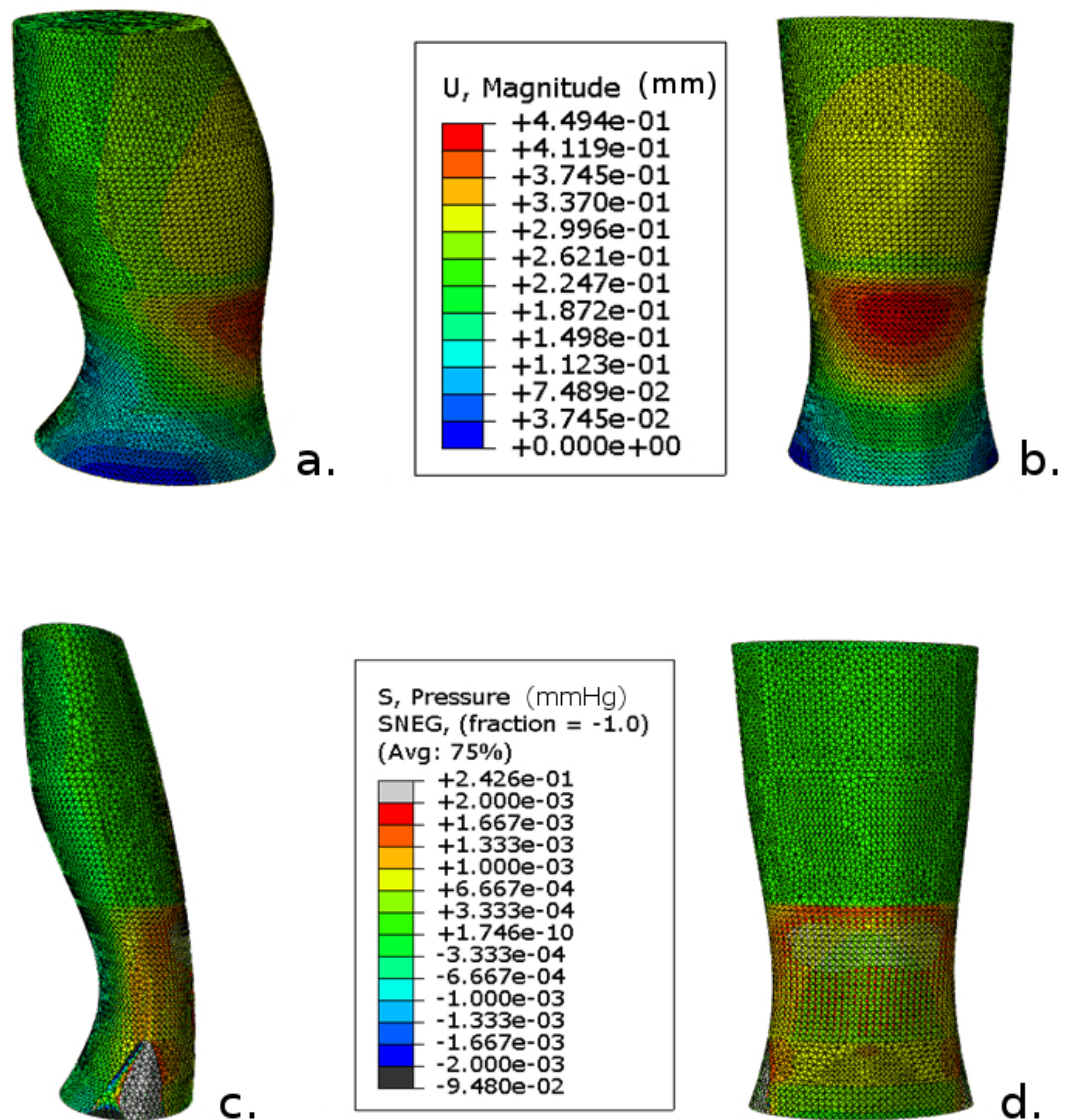 U, Magnitude (mm)
+4.494e-01
+4.119e-01
+3.745e-01
+3.370e-01
+2.996e-01
+2.621e-01
+2.247e-01
+1.872e-01
+1.498e-01
+1.123e-01
+7.489e-02
+3.745e-02
+0.000e+00
a.
b.
S, Pressure (mmHg)
SNEG, (fraction = -1.0)
(Avg: 75%)
+2.426e-01
+2.000e-03
+1.667e-03
+1.333e-03
+1.000e-03
+6.667e-04
+3.333e-04
+1.746e-10
-3.333e-04
-6.667e-04
-1.000e-03
-1.333e-03
-1.667e-03
-2.000e-03
-9.480e-02
c.
d.